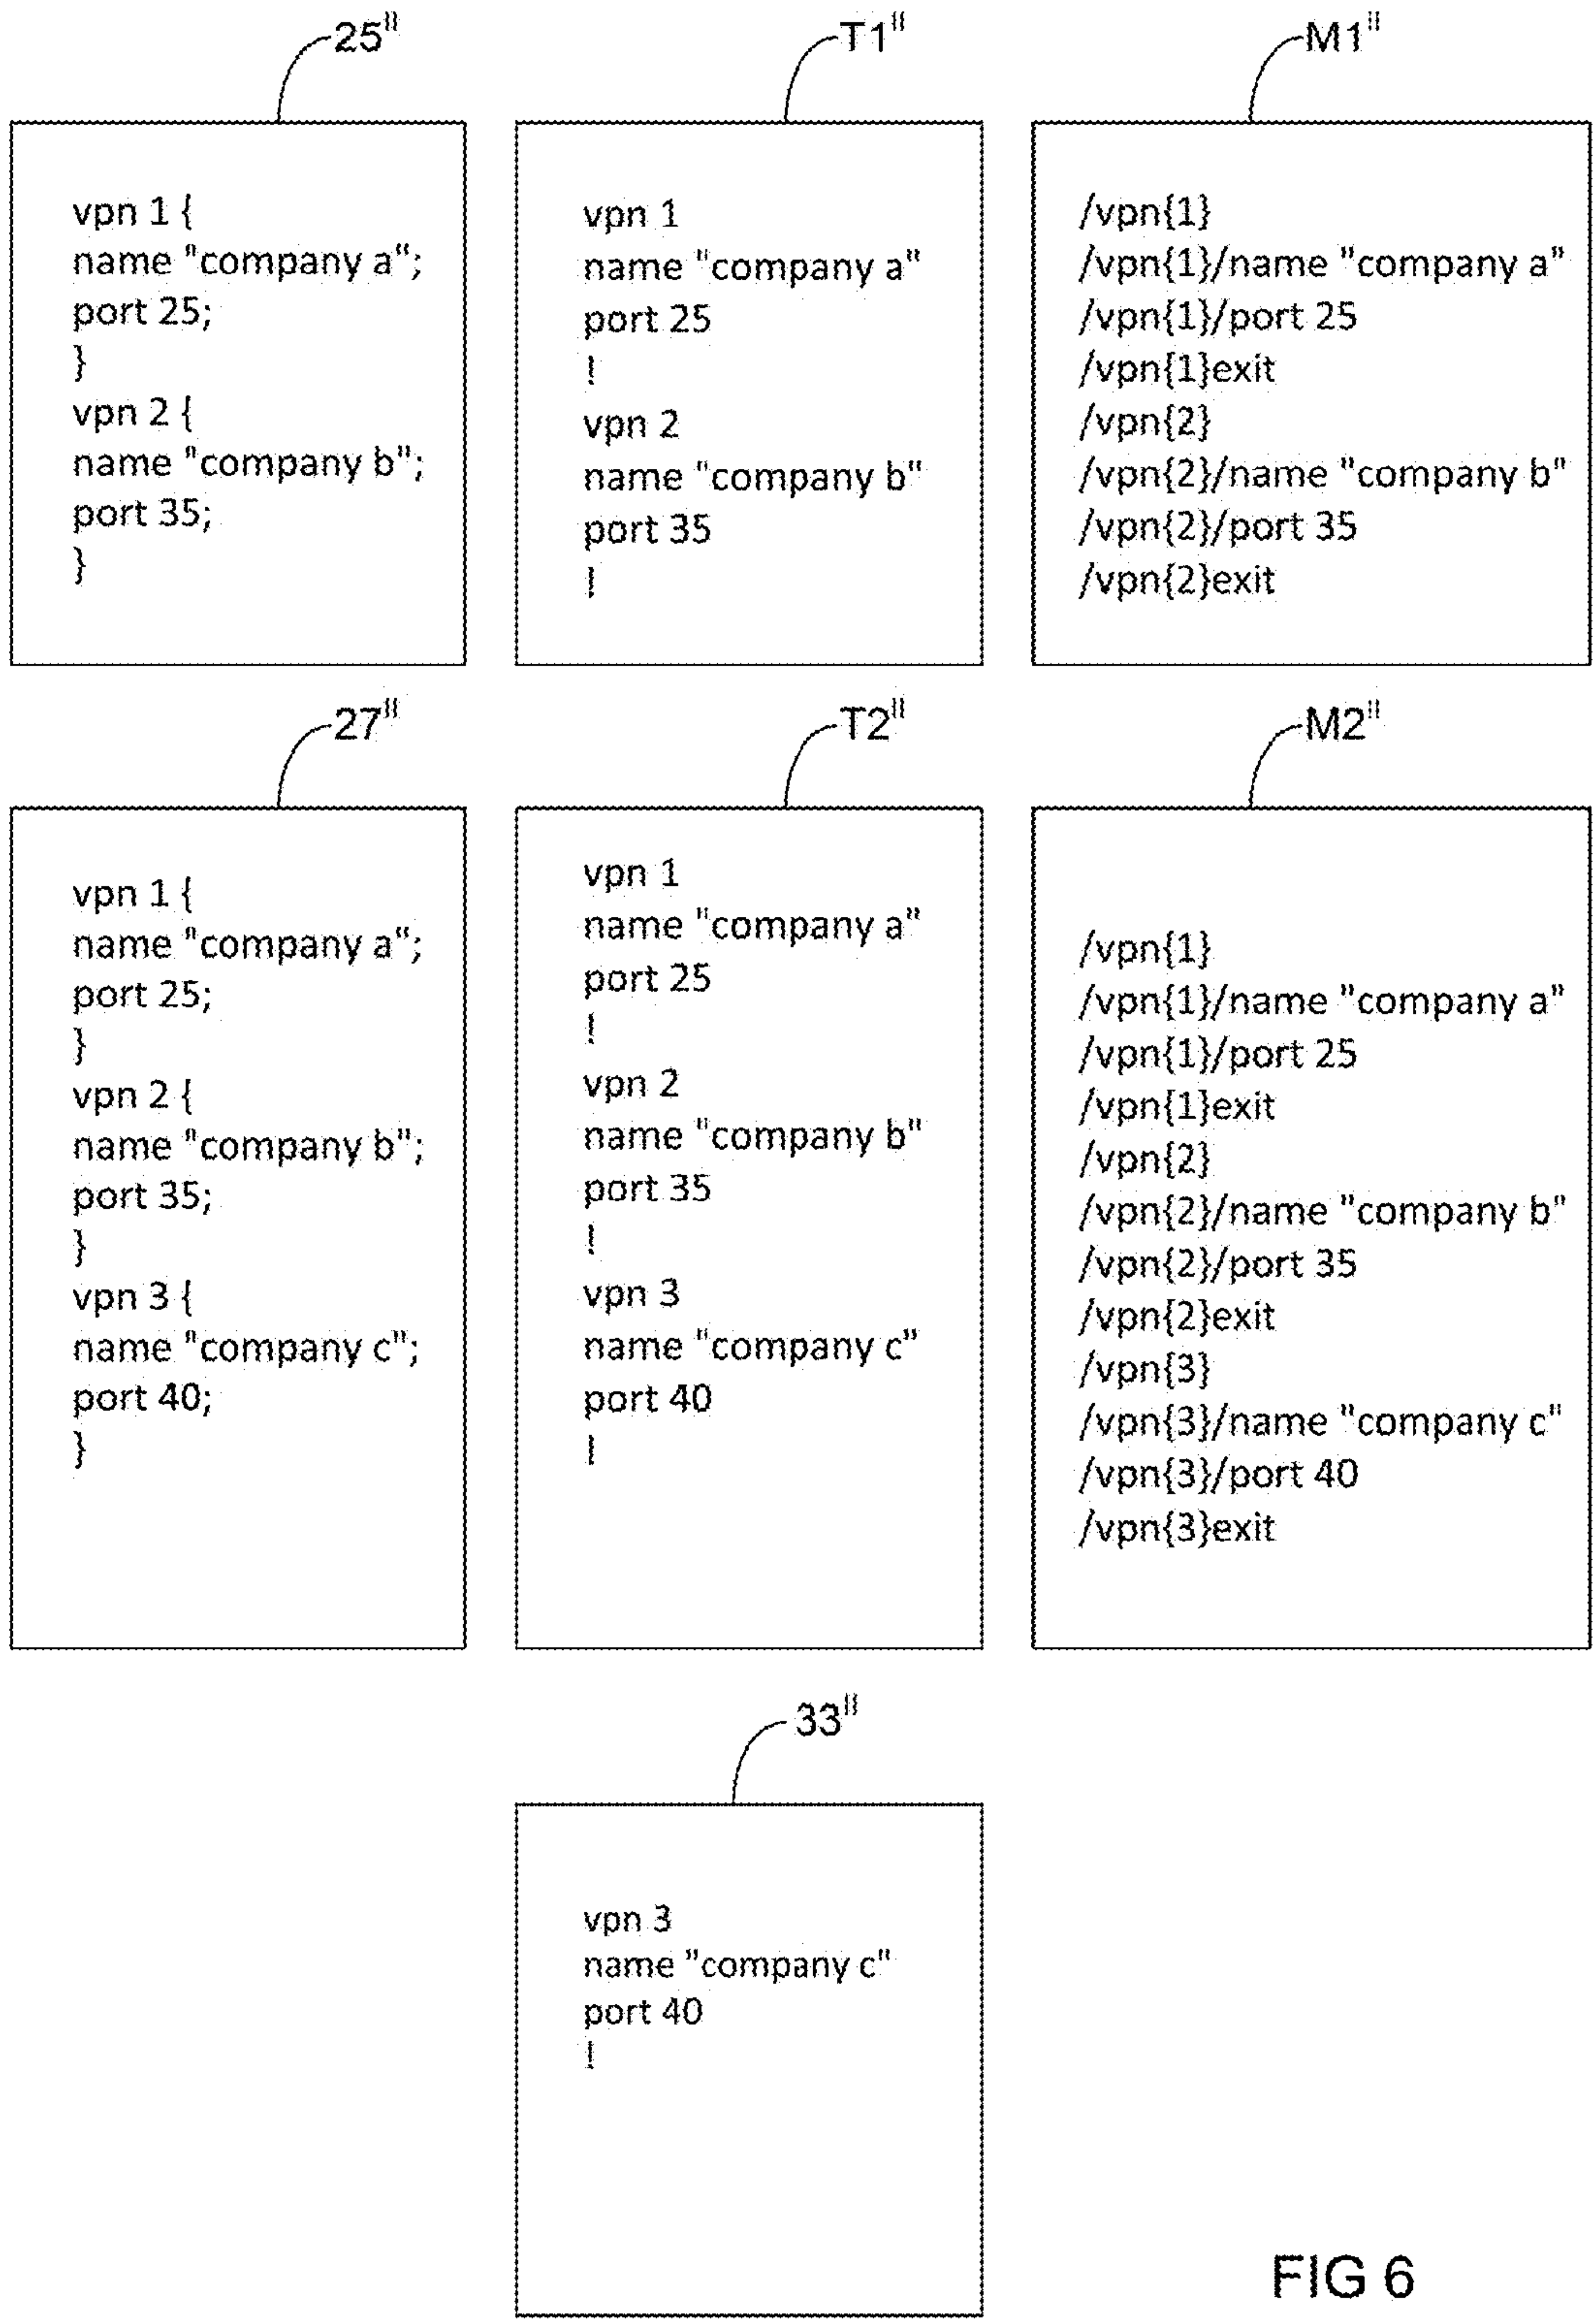 25"
vpn 1 {
name "company a";
port 25;
}
vpn 2 {
name "company b";
port 35;
}
T1"
vpn 1
name "company a"
port 25
!
vpn 2
name "company b"
port 35
!
M1"
/vpn{1}
/vpn{1}/name "company a"
/vpn{1}/port 25
/vpn{1}exit
/vpn{2}
/vpn{2}/name "company b"
/vpn{2}/port 35
/vpn{2}exit
27"
vpn 1 {
name "company a";
port 25;
}
vpn 2 {
name "company b";
port 35;
}
vpn 3 {
name "company c";
port 40;
}
T2"
vpn 1
name "company a"
port 25
!
vpn 2
name "company b"
port 35
!
vpn 3
name "company c"
port 40
!
M2"
/vpn{1}
/vpn{1}/name "company a"
/vpn{1}/port 25
/vpn{1}exit
/vpn{2}
/vpn{2}/name "company b"
/vpn{2}/port 35
/vpn{2}exit
/vpn{3}
/vpn{3}/name "company c"
/vpn{3}/port 40
/vpn{3}exit
33"
vpn 3
name "company c"
port 40
!
FIG 6